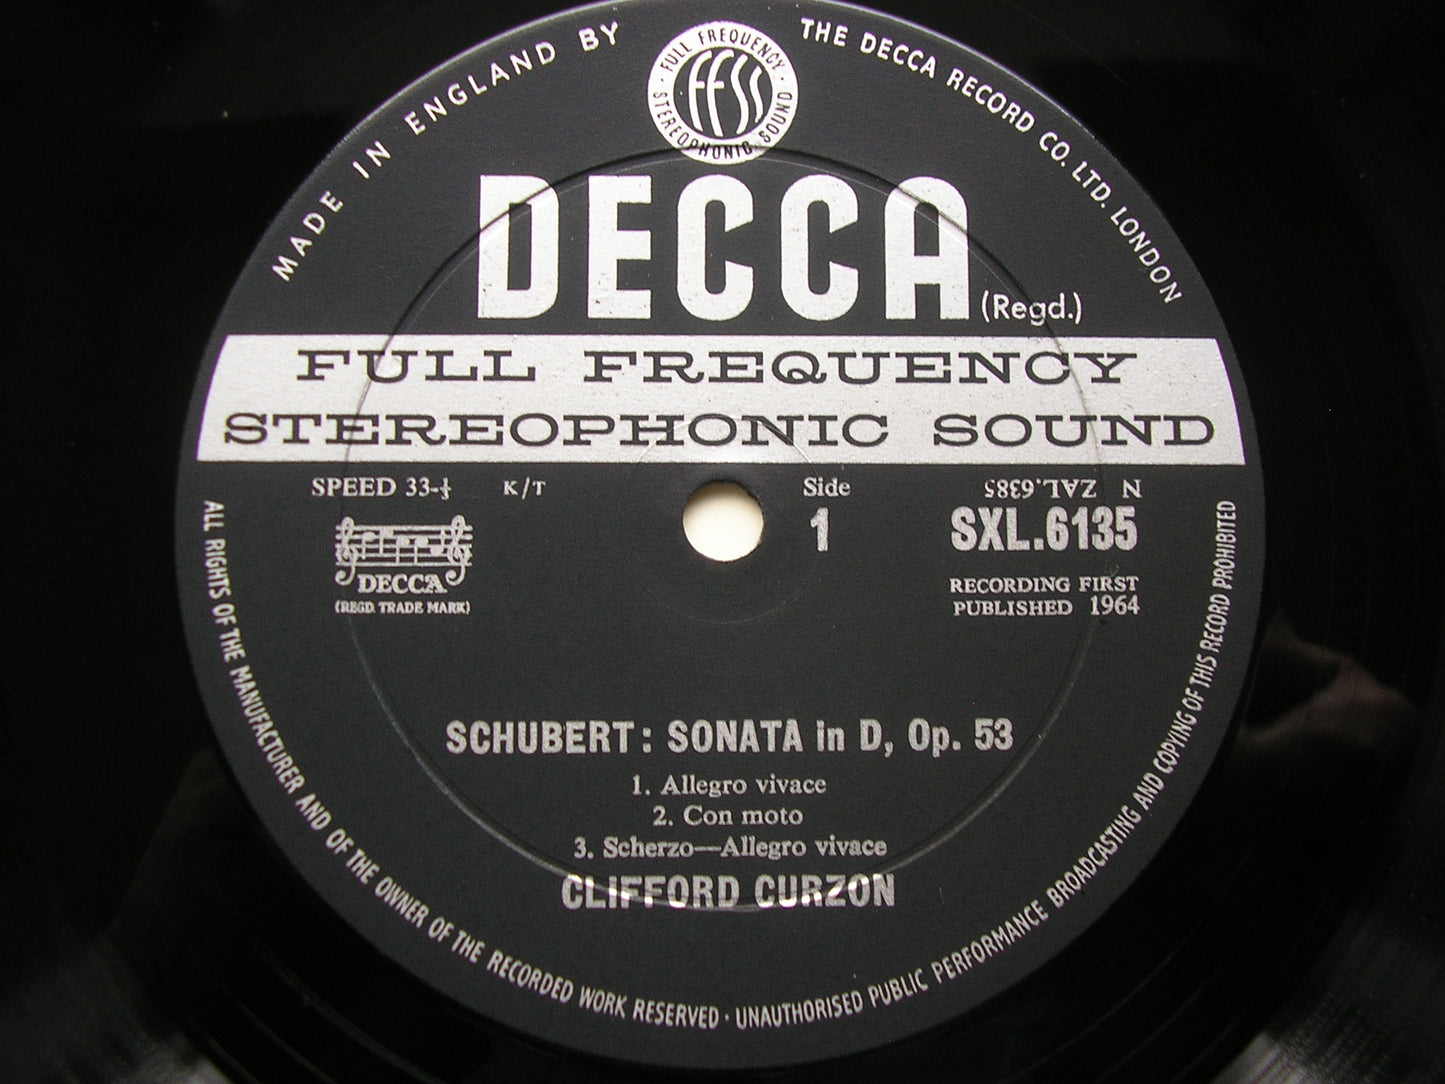 MADE IN ENGLAND BY
THE DECCA RECORD CO. LTD. LONDON
FULL FREQUENCY
FFSS
STEREOPHONIC SOUND
DECCA
(Regd.)
FULL FREQUENCY
STEREOPHONIC SOUND
SPEED 33-⅓ K/T
Side
1
N ZAL.6385
SXL.6135
DECCA
(REGD. TRADE MARK)
RECORDING FIRST
PUBLISHED 1964
SCHUBERT: SONATA in D, Op. 53
1. Allegro vivace
2. Con moto
3. Scherzo—Allegro vivace
CLIFFORD CURZON
ALL RIGHTS OF THE MANUFACTURER AND OF THE OWNER OF THE RECORDED WORK RESERVED · UNAUTHORISED PUBLIC PERFORMANCE BROADCASTING AND COPYING OF THIS RECORD PROHIBITED